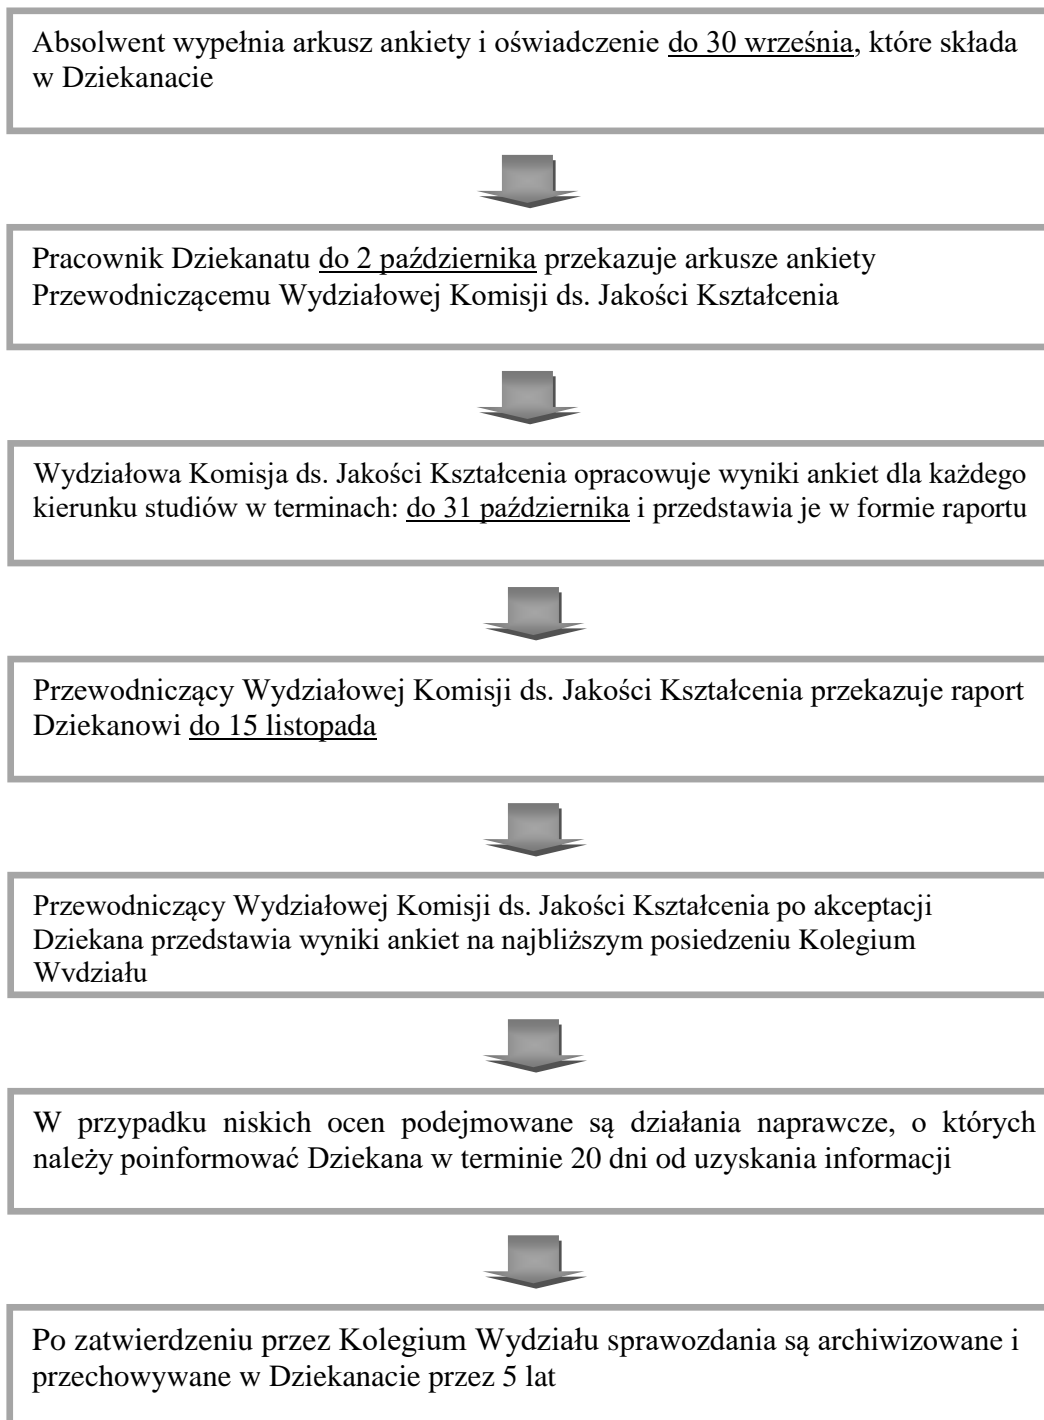 Absolwent wypełnia arkusz ankiety i oświadczenie do 30 września, które składa
w Dziekanacie
Pracownik Dziekanatu do 2 października przekazuje arkusze ankiety
Przewodniczącemu Wydziałowej Komisji ds. Jakości Kształcenia
Wydziałowa Komisja ds. Jakości Kształcenia opracowuje wyniki ankiet dla każdego
kierunku studiów w terminach: do 31 października i przedstawia je w formie raportu
Przewodniczący Wydziałowej Komisji ds. Jakości Kształcenia przekazuje raport
Dziekanowi do 15 listopada
Przewodniczący Wydziałowej Komisji ds. Jakości Kształcenia po akceptacji
Dziekana przedstawia wyniki ankiet na najbliższym posiedzeniu Kolegium
Wydziału
W przypadku niskich ocen podejmowane są działania naprawcze, o których
należy poinformować Dziekana w terminie 20 dni od uzyskania informacji
Po zatwierdzeniu przez Kolegium Wydziału sprawozdania są archiwizowane i
przechowywane w Dziekanacie przez 5 lat